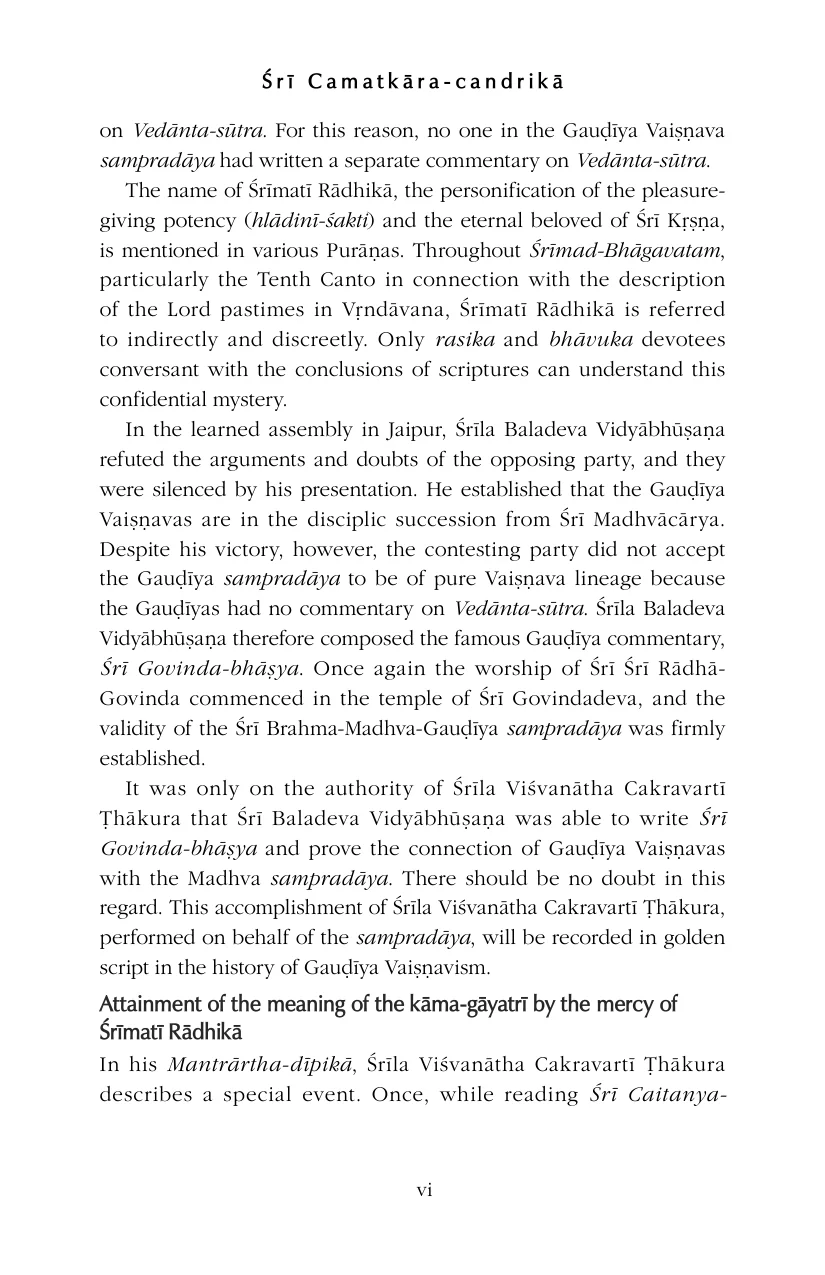 Śrī Camatkāra-candrikā
on Vedānta-sūtra. For this reason, no one in the Gauḍīya Vaiṣṇava
sampradāya had written a separate commentary on Vedānta-sūtra.
The name of Śrīmatī Rādhikā, the personification of the pleasure-
giving potency (hlādinī-śakti) and the eternal beloved of Śrī Kṛṣṇa,
is mentioned in various Purāṇas. Throughout Śrīmad-Bhāgavatam,
particularly the Tenth Canto in connection with the description
of the Lord pastimes in Vṛndāvana, Śrīmatī Rādhikā is referred
to indirectly and discreetly. Only rasika and bhāvuka devotees
conversant with the conclusions of scriptures can understand this
confidential mystery.
In the learned assembly in Jaipur, Śrīla Baladeva Vidyābhūṣaṇa
refuted the arguments and doubts of the opposing party, and they
were silenced by his presentation. He established that the Gauḍīya
Vaiṣṇavas are in the disciplic succession from Śrī Madhvācārya.
Despite his victory, however, the contesting party did not accept
the Gauḍīya sampradāya to be of pure Vaiṣṇava lineage because
the Gauḍīyas had no commentary on Vedānta-sūtra. Śrīla Baladeva
Vidyābhūṣaṇa therefore composed the famous Gauḍīya commentary,
Śrī Govinda-bhāṣya. Once again the worship of Śrī Śrī Rādhā-
Govinda commenced in the temple of Śrī Govindadeva, and the
validity of the Śrī Brahma-Madhva-Gauḍīya sampradāya was firmly
established.
It was only on the authority of Śrīla Viśvanātha Cakravartī
Ṭhākura that Śrī Baladeva Vidyābhūṣaṇa was able to write Śrī
Govinda-bhāṣya and prove the connection of Gauḍīya Vaiṣṇavas
with the Madhva sampradāya. There should be no doubt in this
regard. This accomplishment of Śrīla Viśvanātha Cakravartī Ṭhākura,
performed on behalf of the sampradāya, will be recorded in golden
script in the history of Gauḍīya Vaiṣṇavism.
Attainment of the meaning of the kāma-gāyatrī by the mercy of
Śrīmatī Rādhikā
In his Mantrārtha-dīpikā, Śrīla Viśvanātha Cakravartī Ṭhākura
describes a special event. Once, while reading Śrī Caitanya-
vi